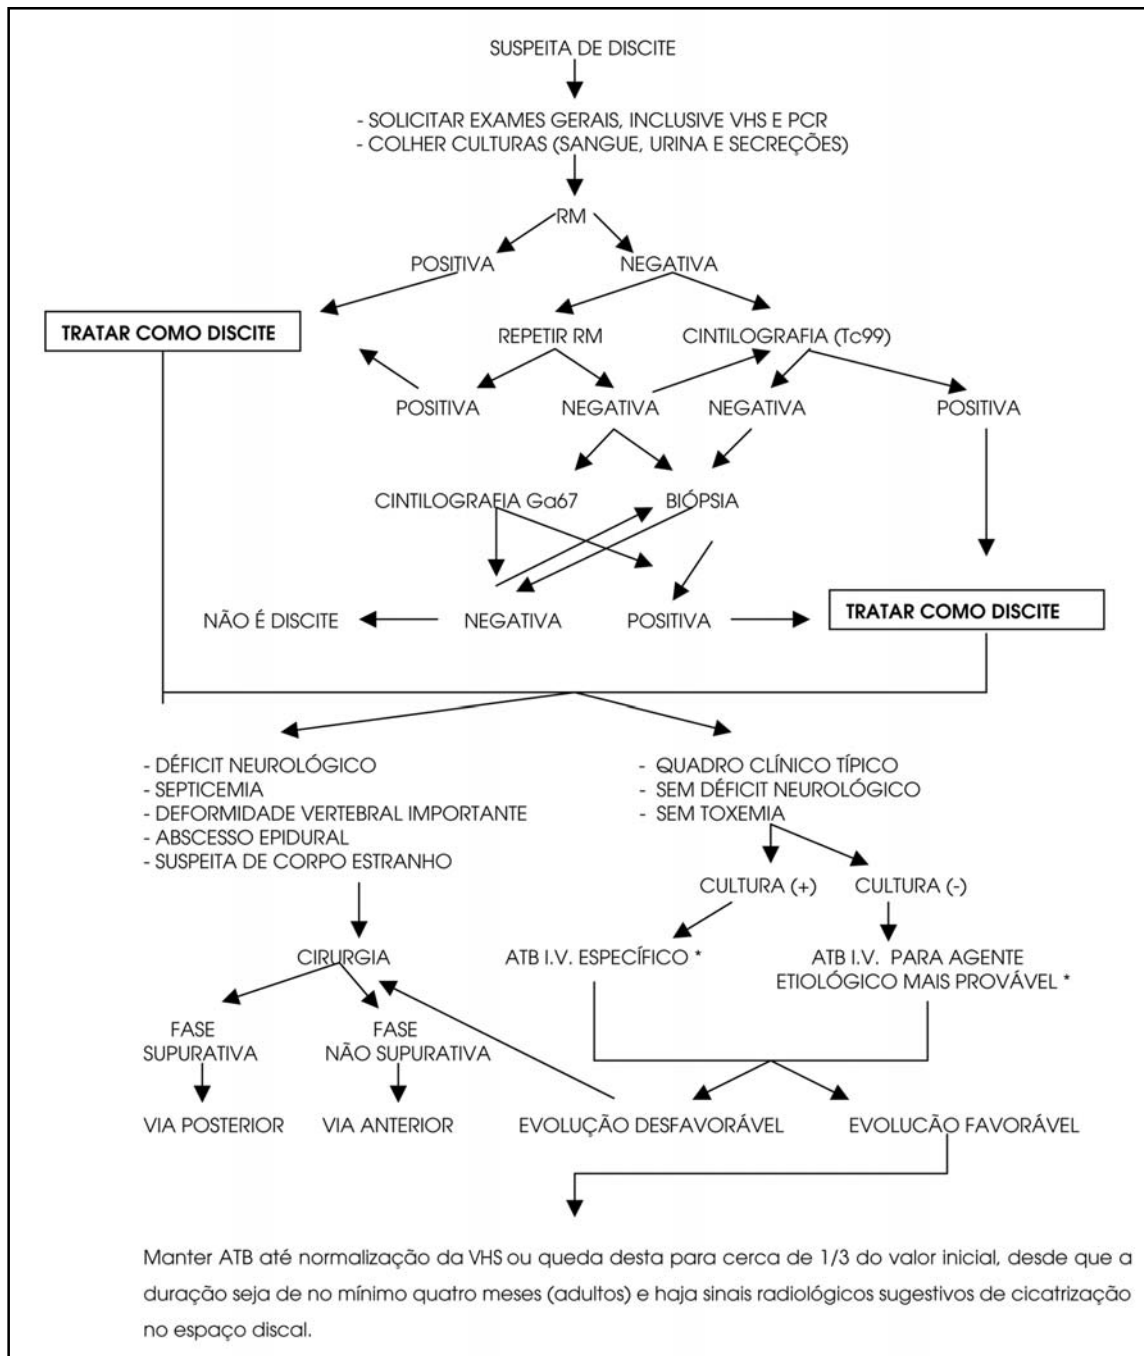 SUSPEITA DE DISCITE
- SOLICITAR EXAMES GERAIS, INCLUSIVE VHS E PCR
- COLHER CULTURAS (SANGUE, URINA E SECREÇÕES)
RM
POSITIVA
NEGATIVA
TRATAR COMO DISCITE
REPETIR RM
CINTILOGRAFIA (Tc99)
POSITIVA
NEGATIVA
NEGATIVA
POSITIVA
CINTILOGRAFIA Ga67
BIÓPSIA
NÃO É DISCITE
NEGATIVA
POSITIVA
TRATAR COMO DISCITE
- DÉFICIT NEUROLÓGICO
- SEPTICEMIA
- DEFORMIDADE VERTEBRAL IMPORTANTE
- ABSCESSO EPIDURAL
- SUSPEITA DE CORPO ESTRANHO
- QUADRO CLÍNICO TÍPICO
- SEM DÉFICIT NEUROLÓGICO
- SEM TOXEMIA
CULTURA (+)
CULTURA (-)
CIRURGIA
ATB I.V. ESPECÍFICO *
ATB I.V. PARA AGENTE
ETIOLÓGICO MAIS PROVÁVEL *
FASE
SUPURATIVA
FASE
NÃO SUPURATIVA
VIA POSTERIOR
VIA ANTERIOR
EVOLUÇÃO DESFAVORÁVEL
EVOLUCÃO FAVORÁVEL
Manter ATB até normalização da VHS ou queda desta para cerca de 1/3 do valor inicial, desde que a
duração seja de no mínimo quatro meses (adultos) e haja sinais radiológicos sugestivos de cicatrização
no espaço discal.